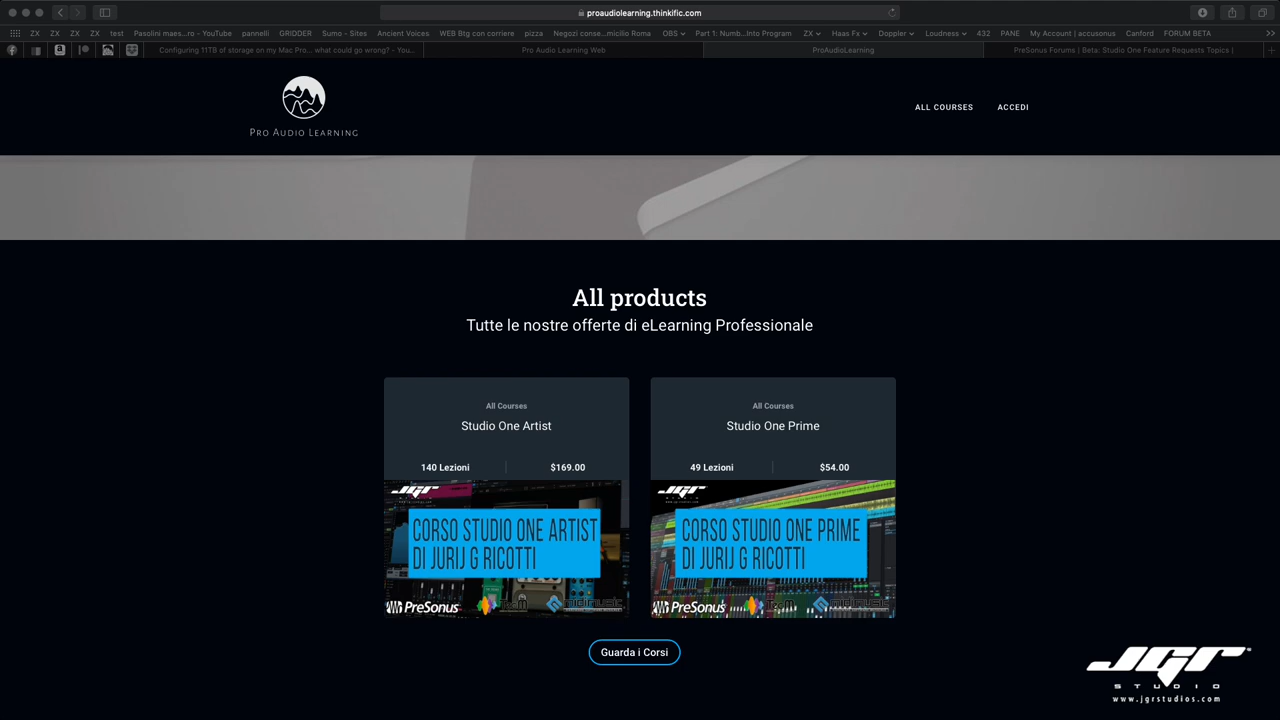 proaudiolearning.thinkific.com
ZX ZX ZX ZX test Pasolini maes...ro - YouTube pannelli GRIDDER Sumo - Sites Ancient Voices WEB Btg con corriere pizza Negozi conse...micilio Roma OBS Part 1: Numb...Into Program ZX Haas Fx Doppler Loudness 432 PANE My Account | accusonus Canford FORUM BETA
Configuring 11TB of storage on my Mac Pro... what could go wrong? - You... Pro Audio Learning Web ProAudioLearning PreSonus Forums | Beta: Studio One Feature Requests Topics |
PRO AUDIO LEARNING
ALL COURSES ACCEDI
All products
Tutte le nostre offerte di eLearning Professionale
All Courses
Studio One Artist
140 Lezioni $169.00
JGR
CORSO STUDIO ONE ARTIST
DI JURIJ G RICOTTI
PreSonus
All Courses
Studio One Prime
49 Lezioni $54.00
JGR
CORSO STUDIO ONE PRIME
DI JURIJ G RICOTTI
PreSonus
Guarda i Corsi
JGR
STUDIO
www.jgrstudios.com